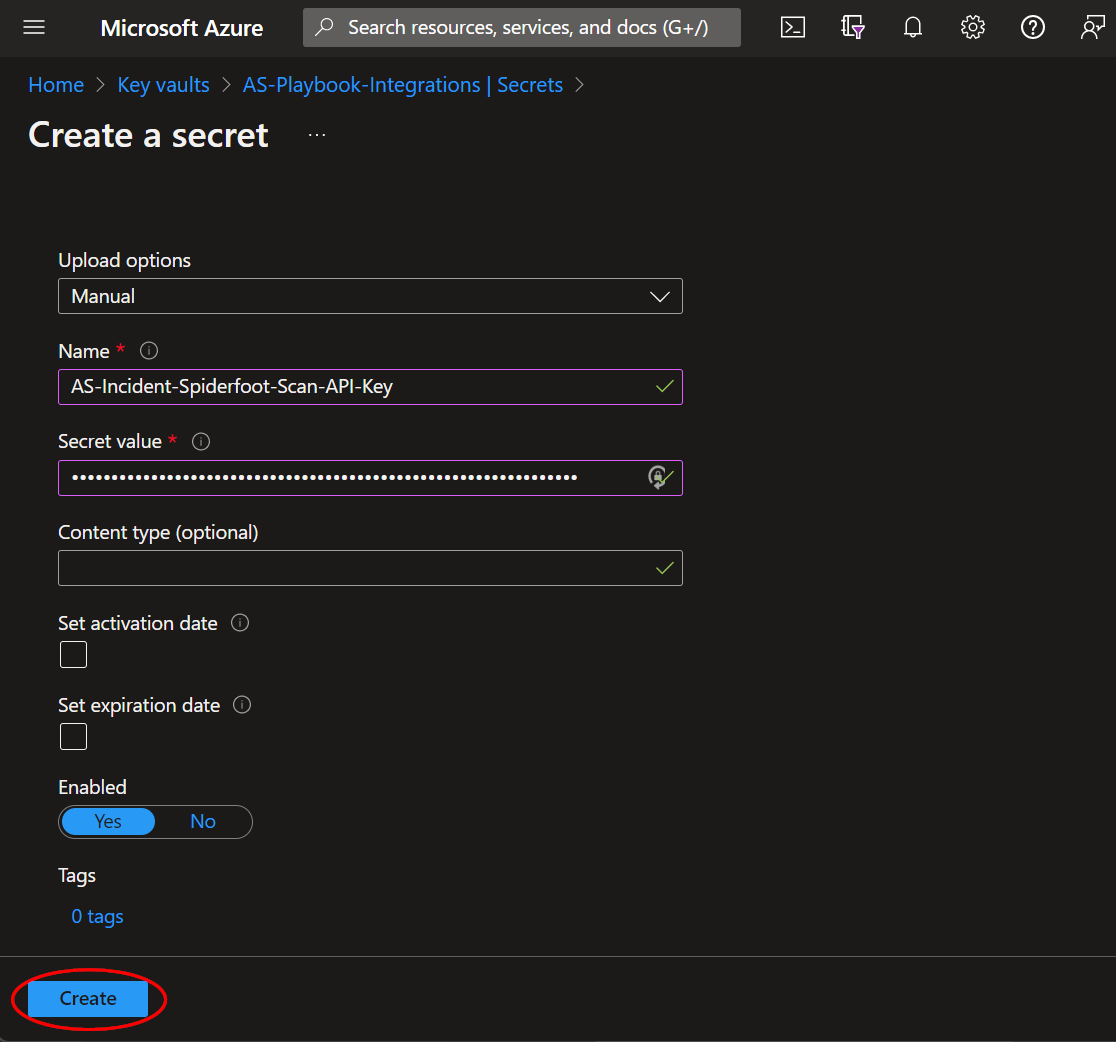 Microsoft Azure
Search resources, services, and docs (G+/)
Home > Key vaults > AS-Playbook-Integrations | Secrets >
Create a secret ...
Upload options
Manual
Name *
AS-Incident-Spiderfoot-Scan-API-Key
Secret value *
Content type (optional)
Set activation date
Set expiration date
Enabled
Yes No
Tags
0 tags
Create